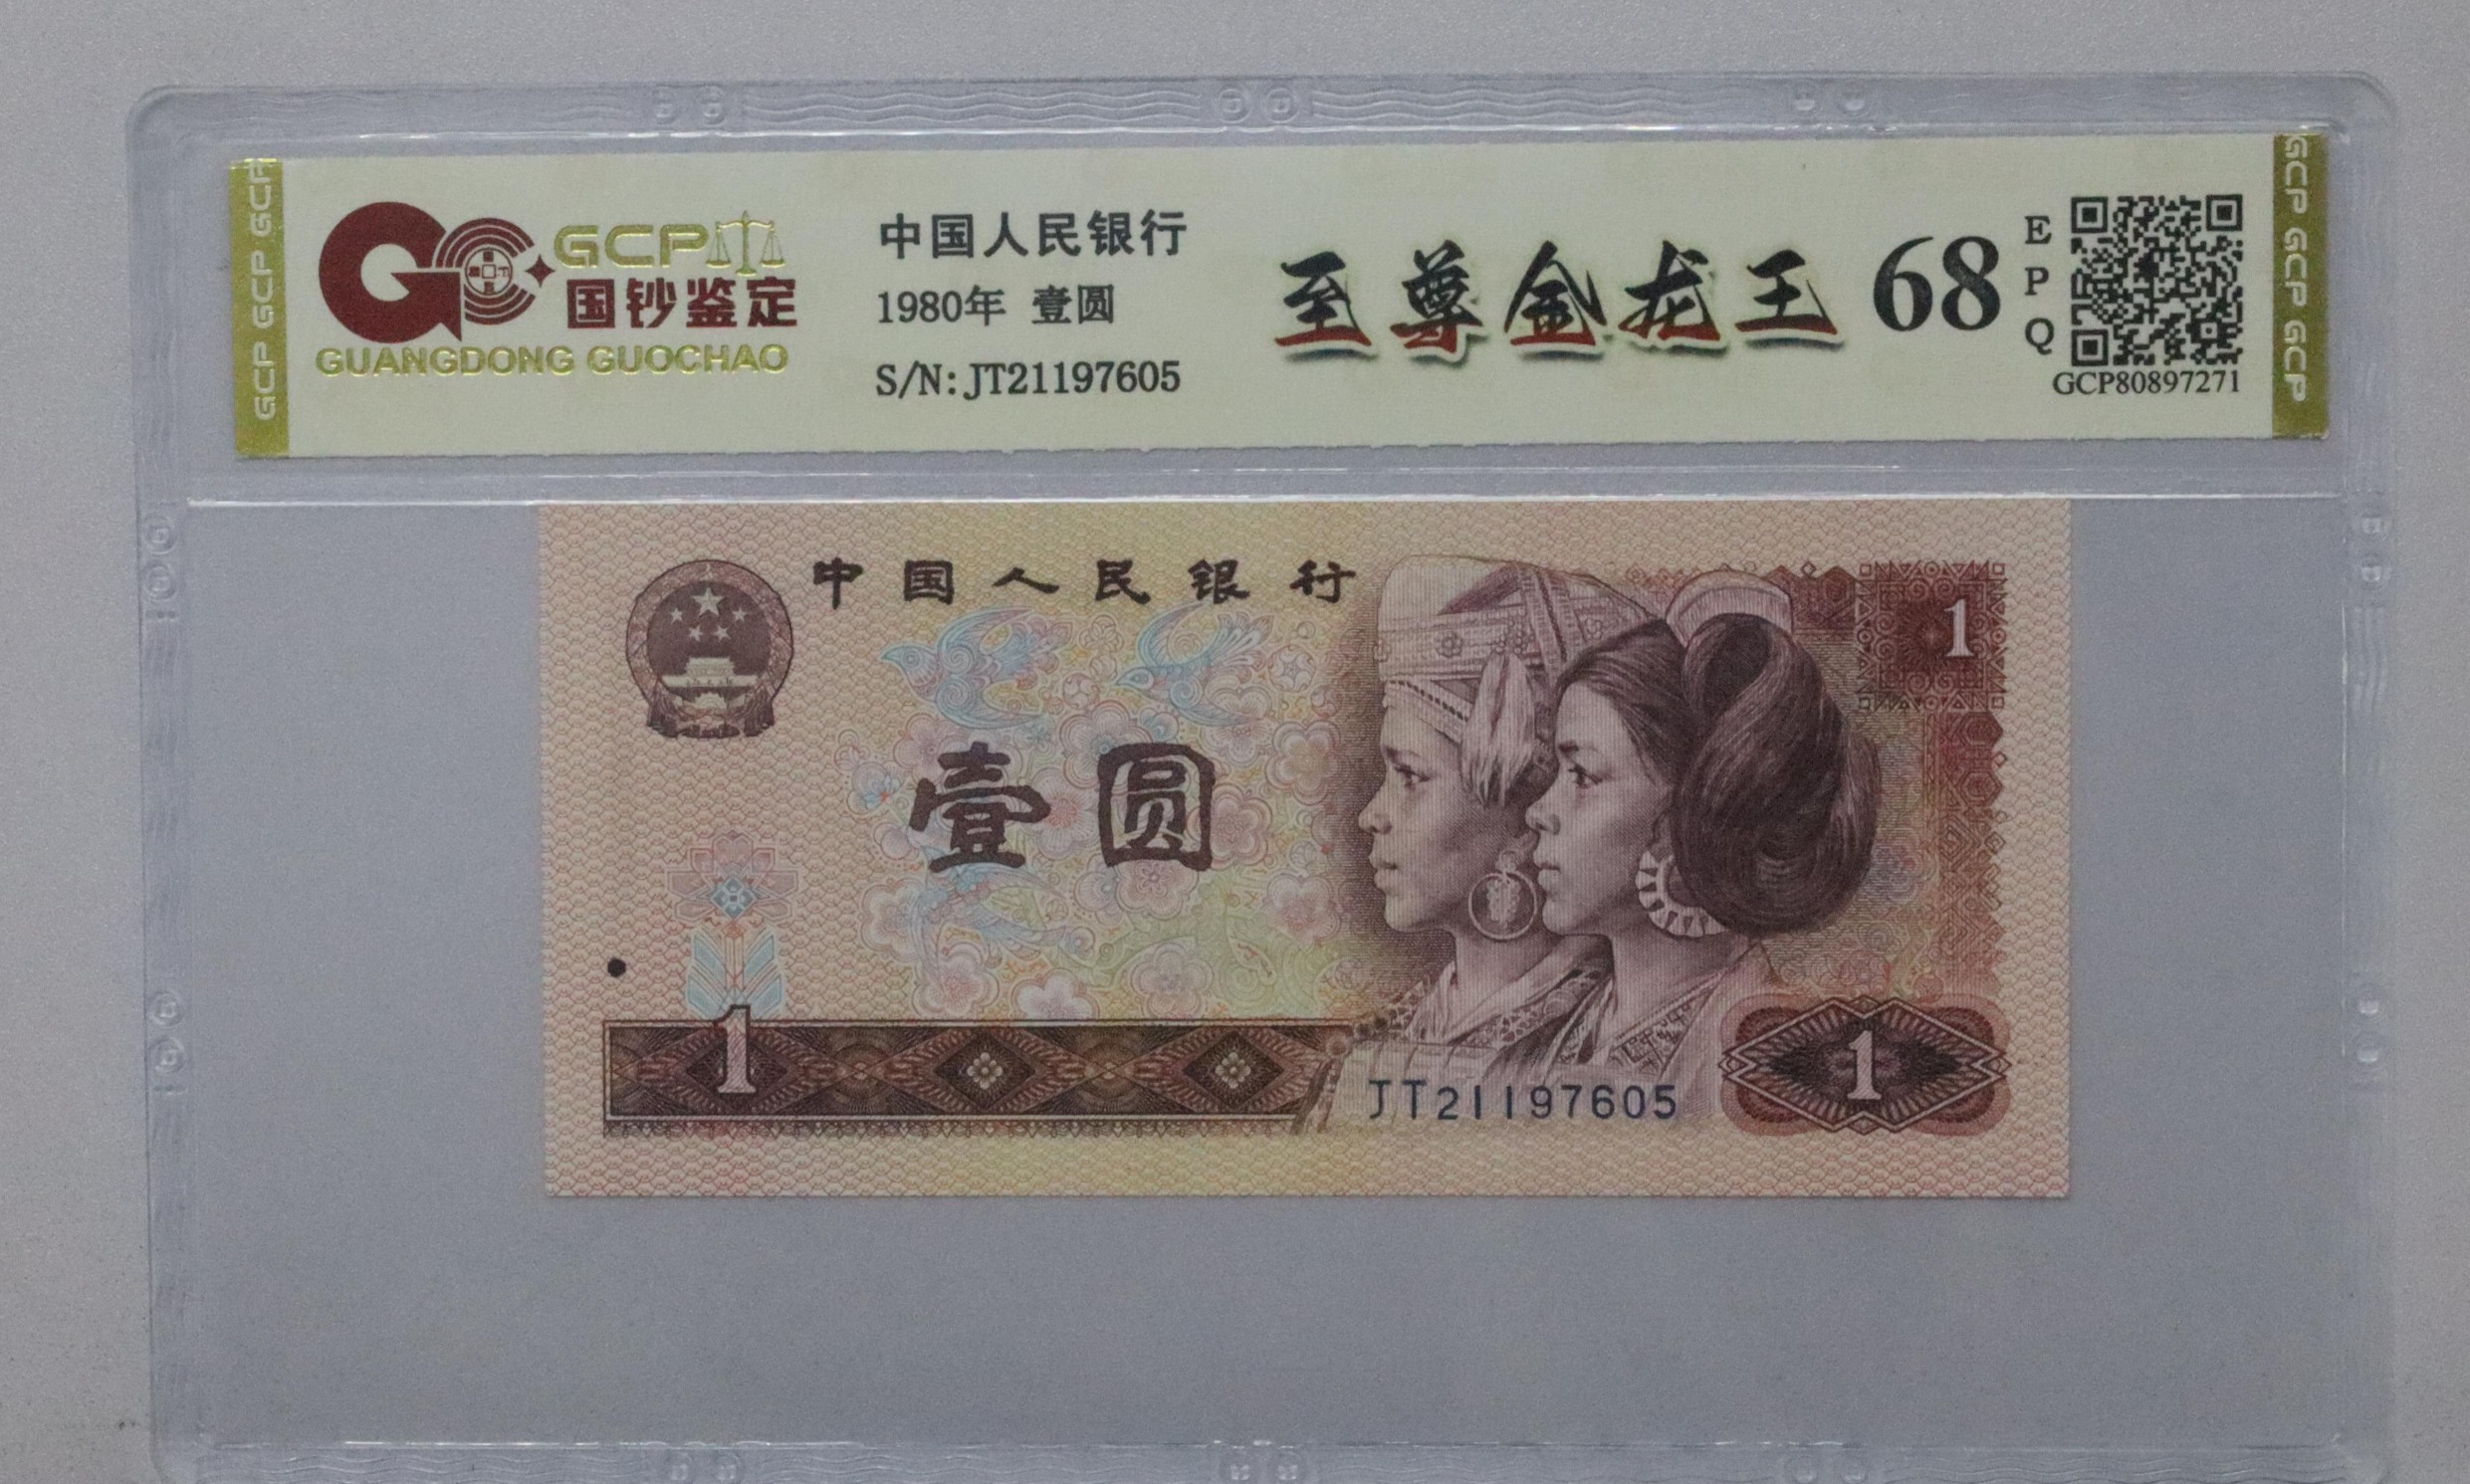 GCP
国钞鉴定
GUANGDONG GUOCHAO
中国人民银行
1980年 壹圆
S/N:JT21197605
至尊金龙王
68
EPQ
GCP80897271
GCP GCP GCP
GCP GCP GCP
中国人民银行
1
壹圆
1
JT21197605
1